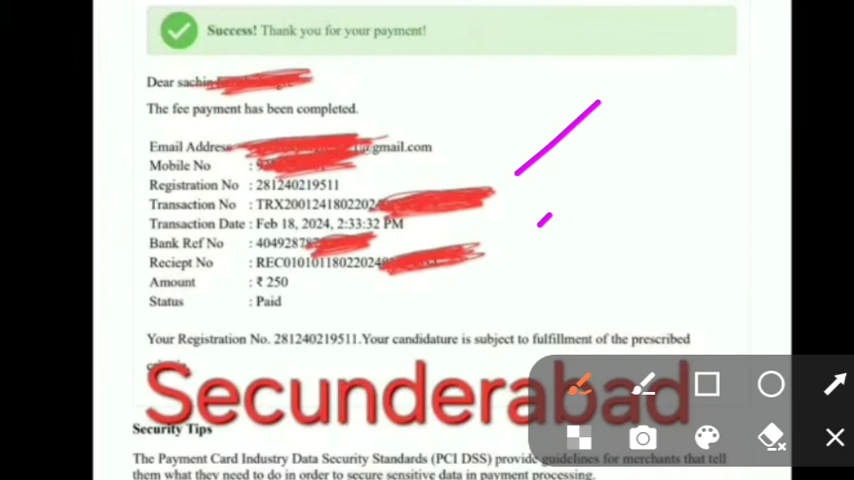 Success! Thank you for your payment!
Dear sachin
The fee payment has been completed.
Email Address @gmail.com
Mobile No : 9
Registration No : 281240219511
Transaction No : TRX2001241802202
Transaction Date : Feb 18, 2024, 2:33:32 PM
Bank Ref No : 4049287
Reciept No : REC01010118022024
Amount : ₹ 250
Status : Paid
Your Registration No. 281240219511.Your candidature is subject to fulfillment of the prescribed
Secunderabad
Security Tips
The Payment Card Industry Data Security Standards (PCI DSS) provide guidelines for merchants that tell
them what they need to do in order to secure sensitive data in payment processing.